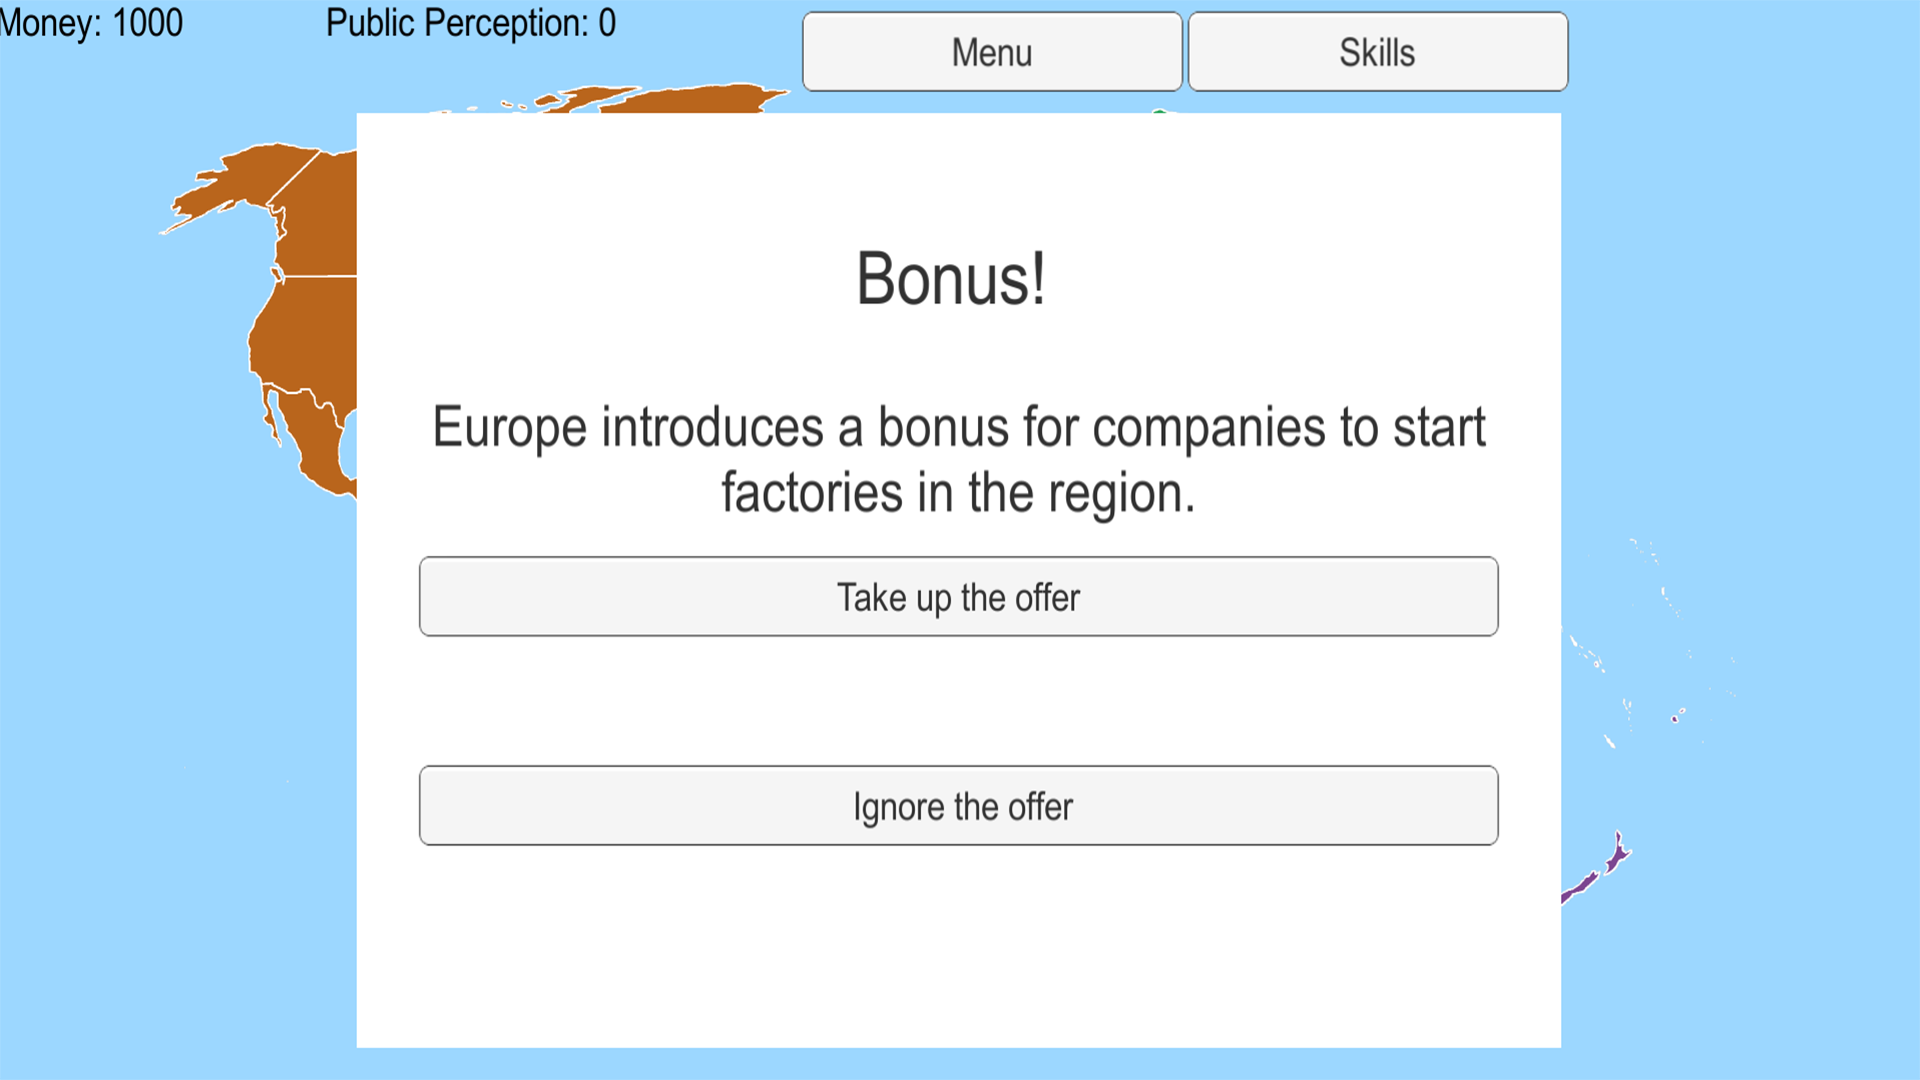 Money: 1000
Public Perception: 0
Menu
Skills
Bonus!
Europe introduces a bonus for companies to start
factories in the region.
Take up the offer
Ignore the offer